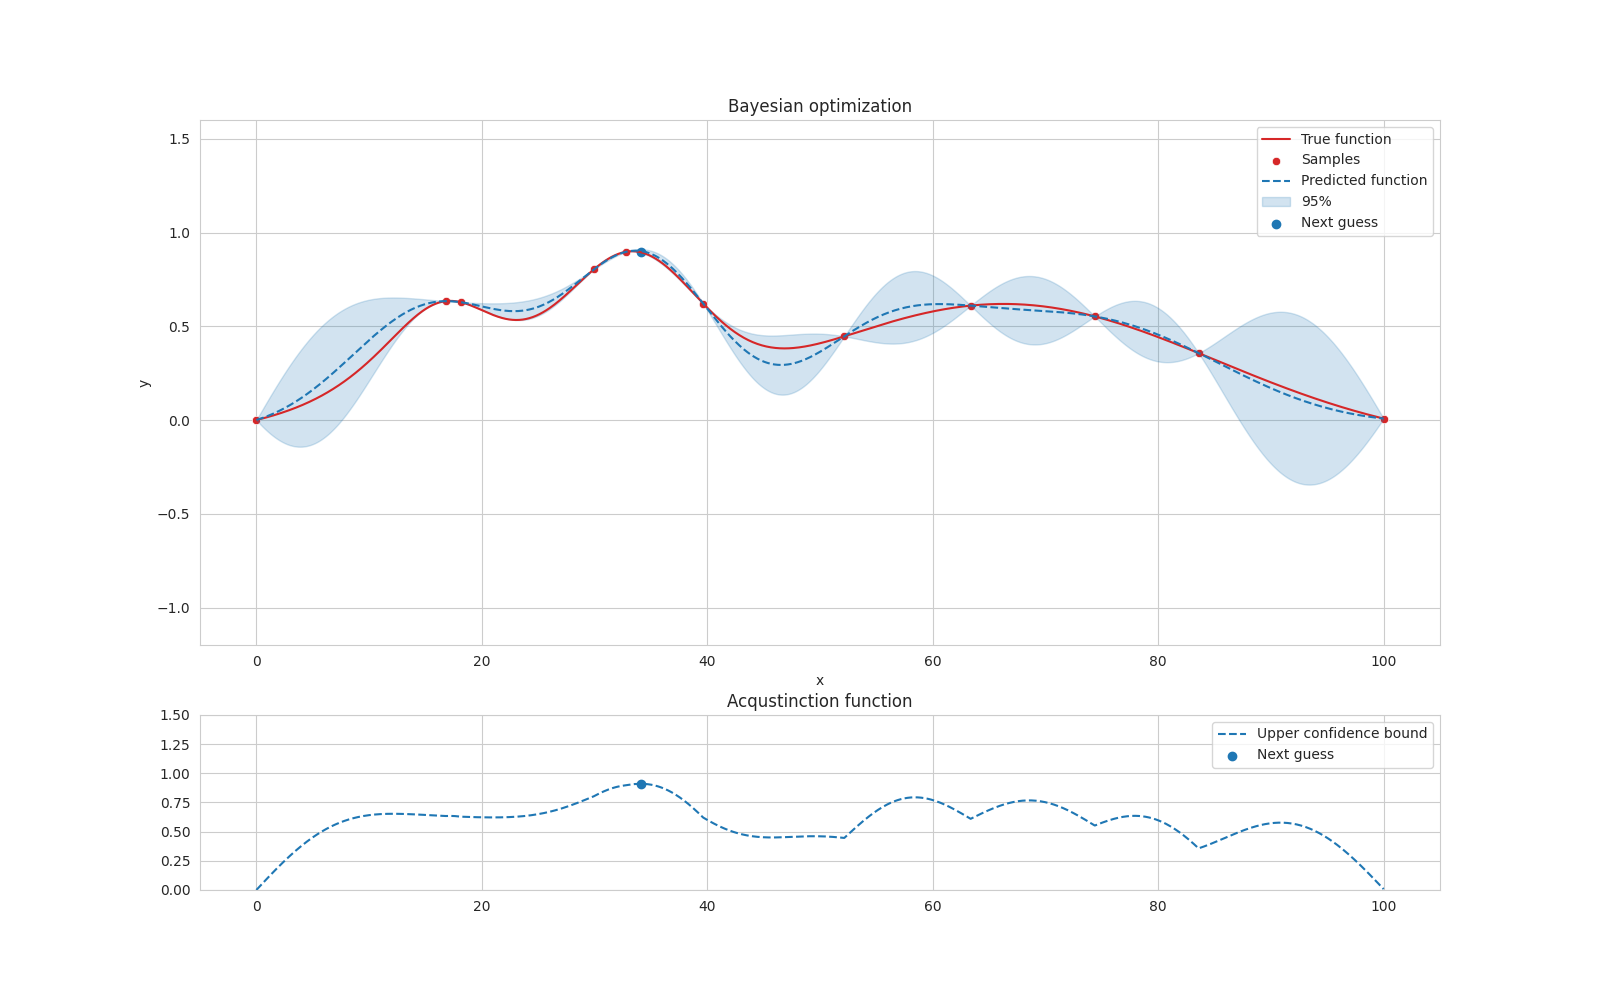 Bayesian optimization
1.5
1.0
0.5
0.0
−0.5
−1.0
y
True function
Samples
Predicted function
95%
Next guess
0 20 40 60 80 100
x
Acqustinction function
1.50
1.25
1.00
0.75
0.50
0.25
0.00
Upper confidence bound
Next guess
0 20 40 60 80 100